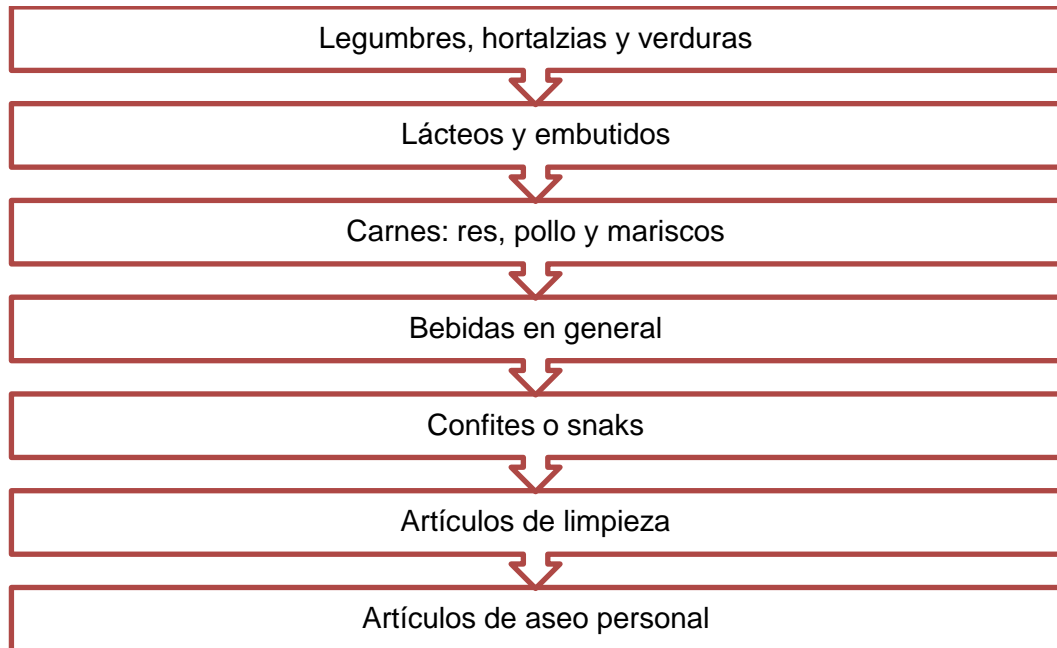 Legumbres, hortalzias y verduras
Lácteos y embutidos
Carnes: res, pollo y mariscos
Bebidas en general
Confites o snaks
Artículos de limpieza
Artículos de aseo personal